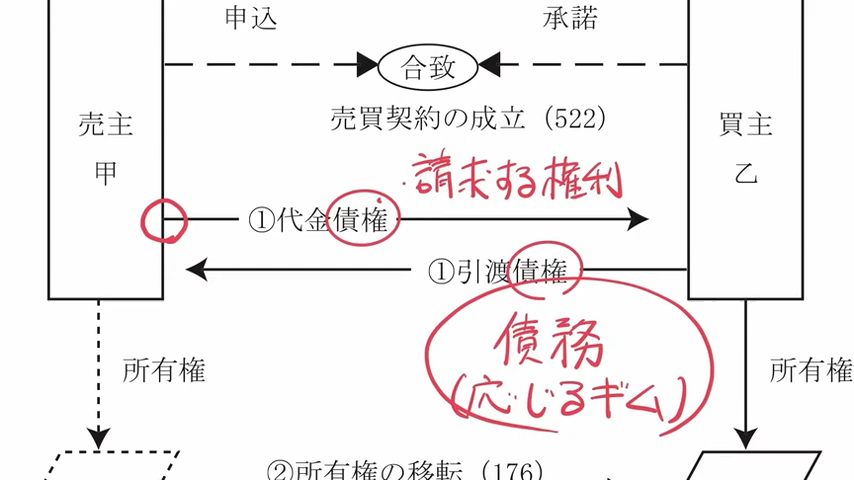 申込
承諾
合致
売買契約の成立（522）
売主
甲
買主
乙
請求する権利
①代金債権
①引渡債権
債務
（応じるギム）
所有権
所有権
②所有権の移転（176）